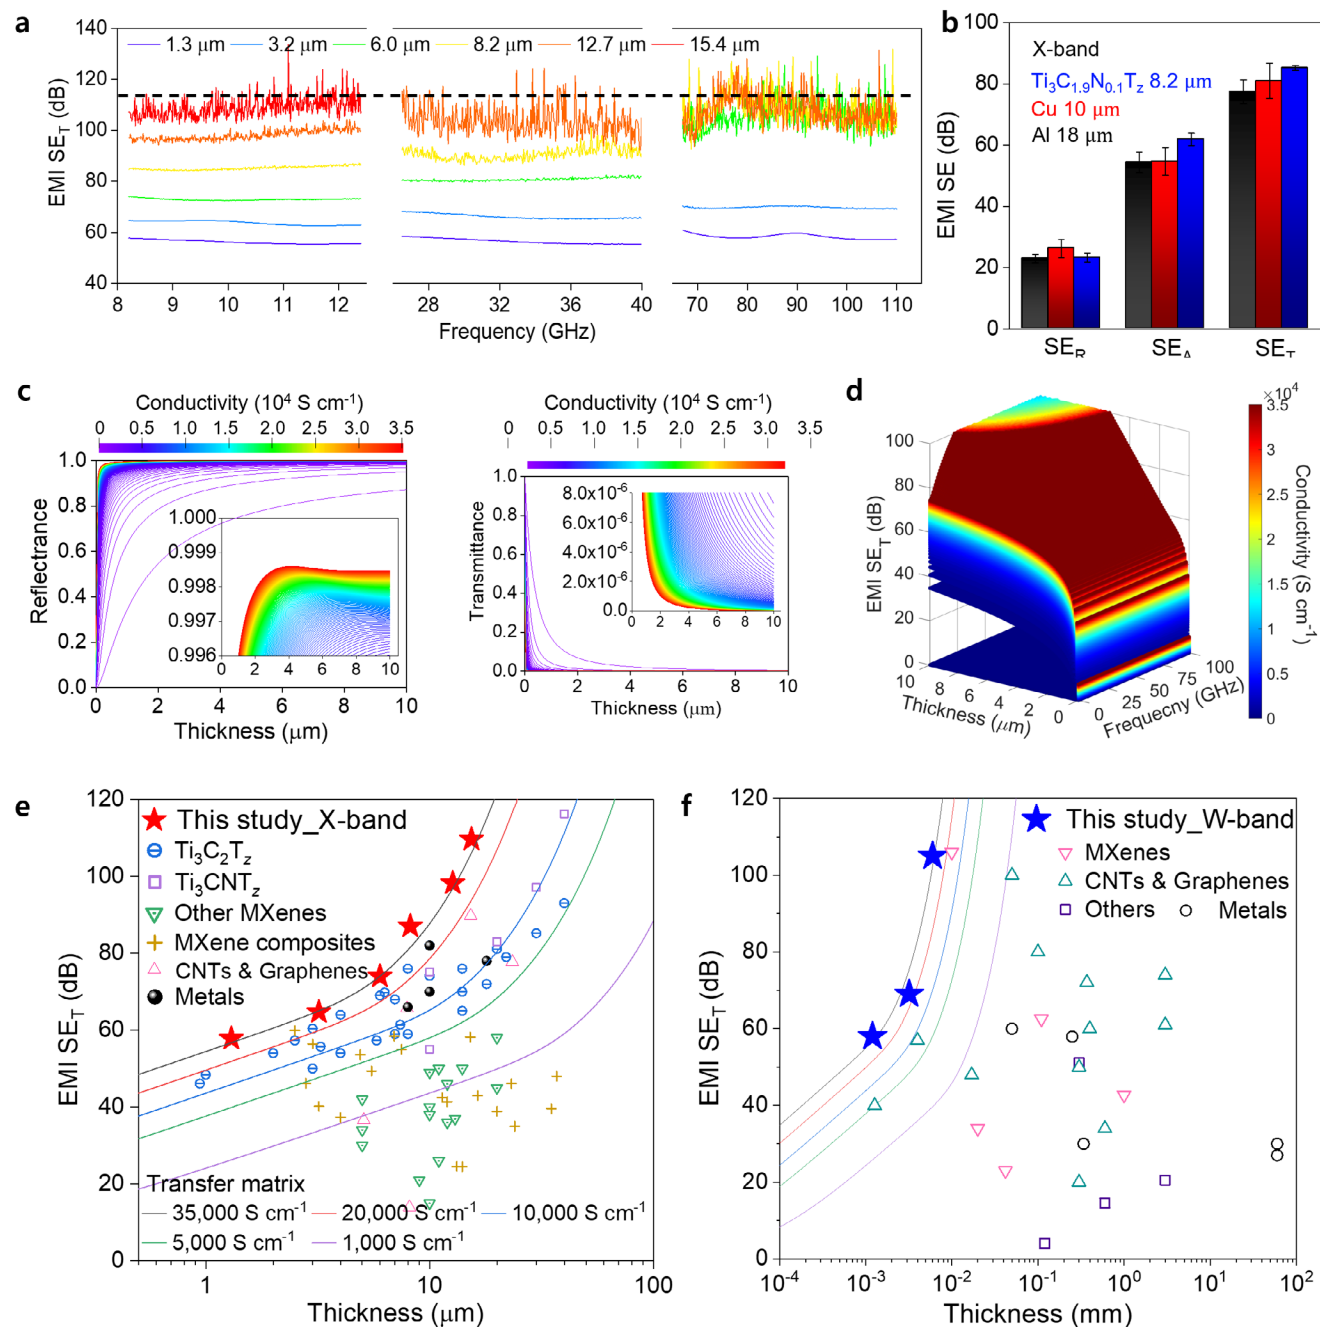 a
140
120
100
80
60
40
EMI SE_T (dB)
1.3 μm
3.2 μm
6.0 μm
8.2 μm
12.7 μm
15.4 μm
8 9 10 11 12
28 32 36 40
70 80 90 100 110
Frequency (GHz)
b
100
80
60
40
20
0
EMI SE (dB)
X-band
Ti₃C₁.₉N₀.₁T_z 8.2 μm
Cu 10 μm
Al 18 μm
SE_R SE_A SE_T
c
Conductivity (10⁴ S cm⁻¹)
0 0.5 1.0 1.5 2.0 2.5 3.0 3.5
1.0
0.8
0.6
0.4
0.2
0.0
Reflectrance
1.000
0.999
0.998
0.997
0.996
0 2 4 6 8 10
0 2 4 6 8 10
Thickness (μm)
Conductivity (10⁴ S cm⁻¹)
0 0.5 1.0 1.5 2.0 2.5 3.0 3.5
1.0
0.8
0.6
0.4
0.2
0.0
Transmittance
8.0x10⁻⁶
6.0x10⁻⁶
4.0x10⁻⁶
2.0x10⁻⁶
0.0
0 2 4 6 8 10
0 2 4 6 8 10
Thickness (μm)
d
100
80
60
40
20
0
EMI SE_T (dB)
10 8 6 4 2 0
Thickness (μm)
0 25 50 75 100
Frequecny (GHz)
×10⁴
3.5
3
2.5
2
1.5
1
0.5
0
Conductivity (S cm⁻¹)
e
120
100
80
60
40
20
0
EMI SE_T (dB)
This study_X-band
Ti₃C₂T_z
Ti₃CNT_z
Other MXenes
MXene composites
CNTs & Graphenes
Metals
Transfer matrix
35,000 S cm⁻¹ 20,000 S cm⁻¹ 10,000 S cm⁻¹
5,000 S cm⁻¹ 1,000 S cm⁻¹
1 10 100
Thickness (μm)
f
120
100
80
60
40
20
0
EMI SE_T (dB)
This study_W-band
MXenes
CNTs & Graphenes
Others Metals
10⁻⁴ 10⁻³ 10⁻² 10⁻¹ 10⁰ 10¹ 10²
Thickness (mm)